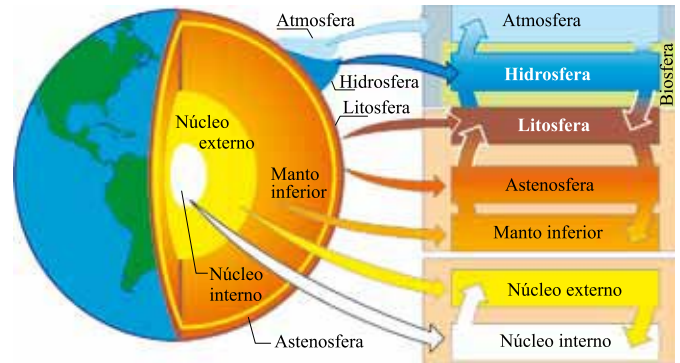 Atmosfera
Hidrosfera
Litosfera
Núcleo
externo
Manto
inferior
Núcleo
interno
Astenosfera
Atmosfera
Hidrosfera
Biosfera
Litosfera
Astenosfera
Manto inferior
Núcleo externo
Núcleo interno